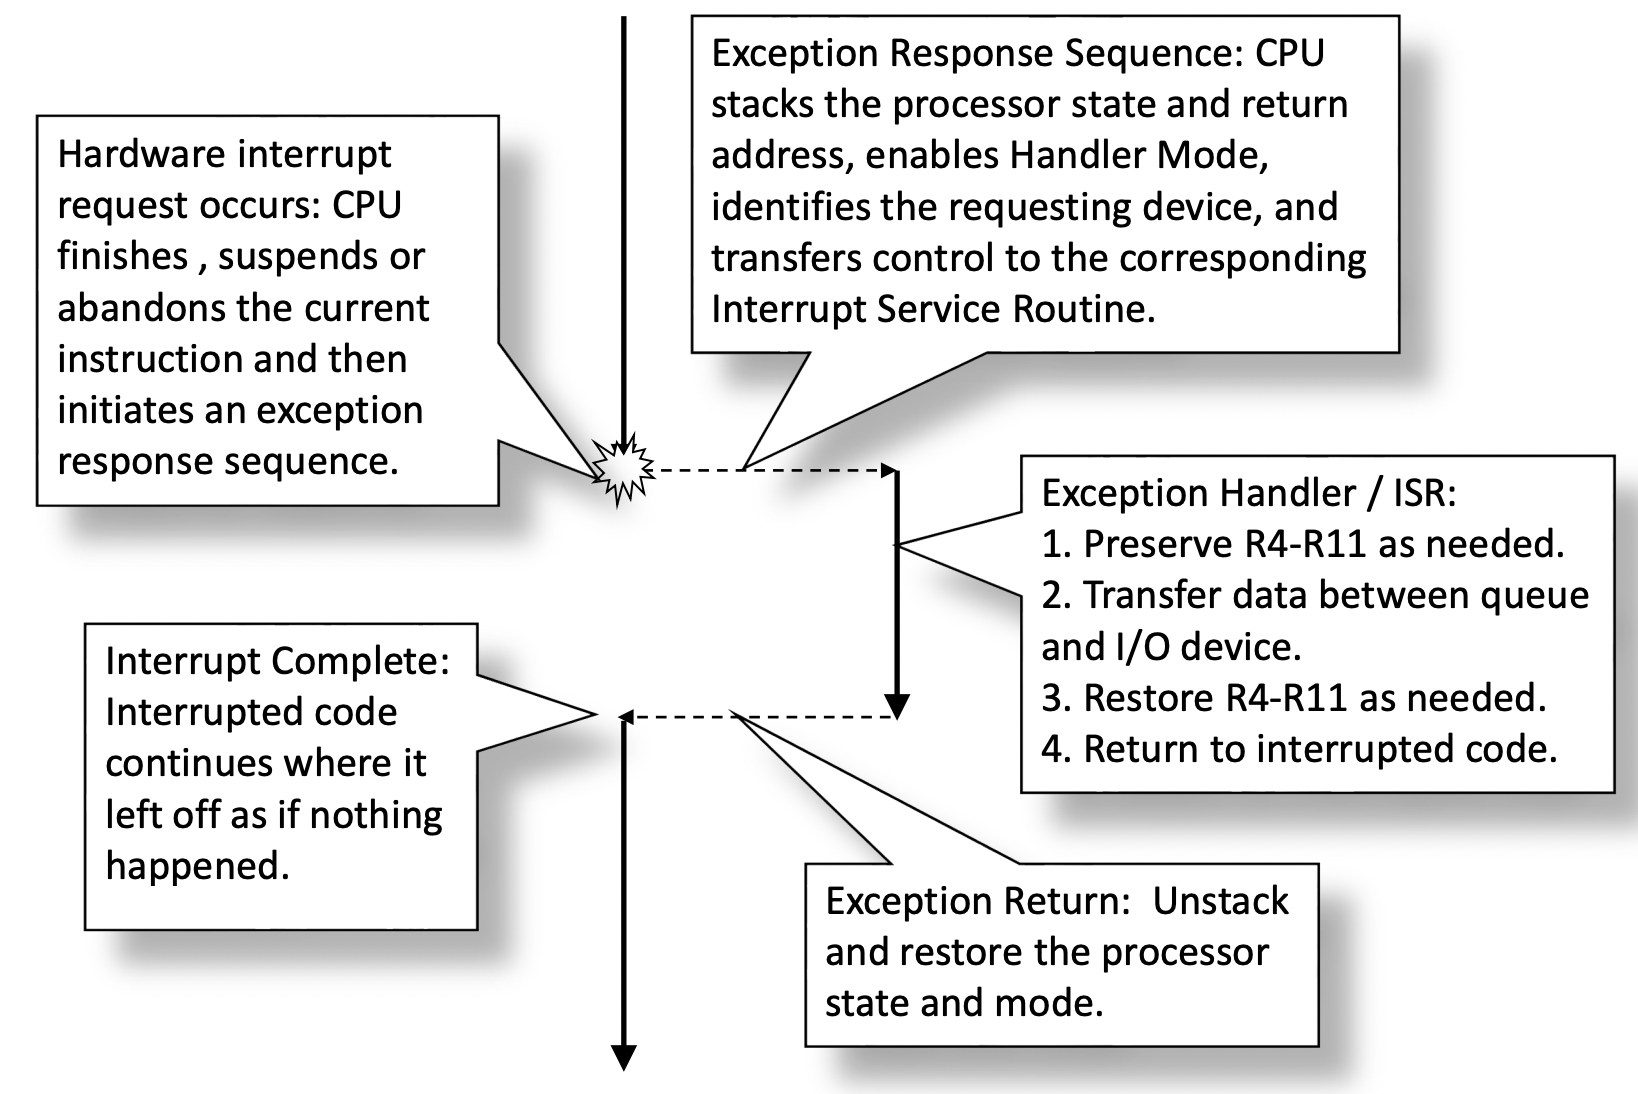 Hardware interrupt
request occurs: CPU
finishes , suspends or
abandons the current
instruction and then
initiates an exception
response sequence.
Exception Response Sequence: CPU
stacks the processor state and return
address, enables Handler Mode,
identifies the requesting device, and
transfers control to the corresponding
Interrupt Service Routine.
Exception Handler / ISR:
1. Preserve R4-R11 as needed.
2. Transfer data between queue
and I/O device.
3. Restore R4-R11 as needed.
4. Return to interrupted code.
Exception Return:  Unstack
and restore the processor
state and mode.
Interrupt Complete:
Interrupted code
continues where it
left off as if nothing
happened.